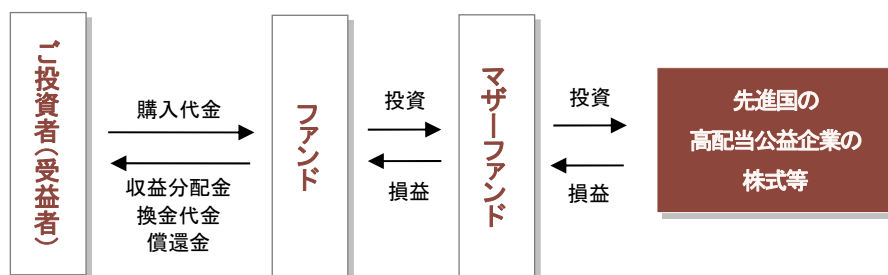 ご投資者(受益者)
購入代金
収益分配金
換金代金
償還金
ファンド
投資
損益
マザーファンド
投資
損益
先進国の
高配当公益企業の
株式等